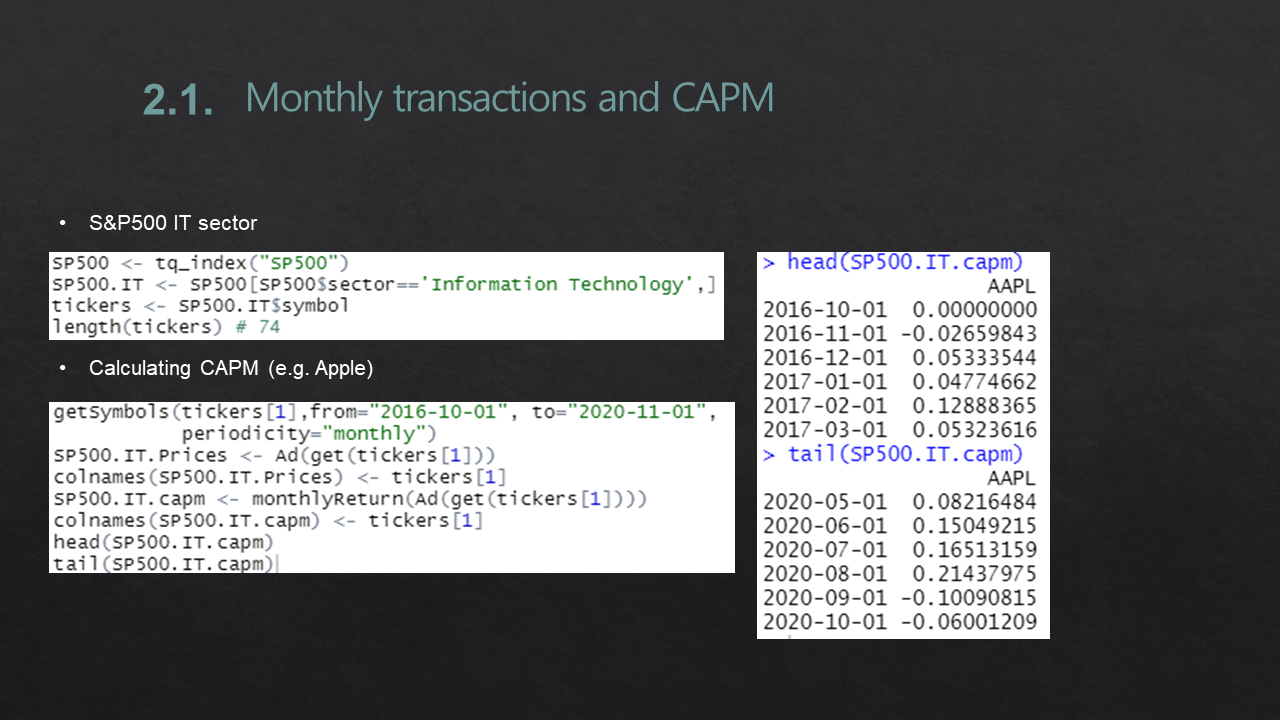 2.1. Monthly transactions and CAPM
• S&P500 IT sector
SP500 <- tq_index("SP500")
SP500.IT <- SP500[SP500$sector=='Information Technology',]
tickers <- SP500.IT$symbol
length(tickers) # 74
• Calculating CAPM (e.g. Apple)
getSymbols(tickers[1],from="2016-10-01", to="2020-11-01",
periodicity="monthly")
SP500.IT.Prices <- Ad(get(tickers[1]))
colnames(SP500.IT.Prices) <- tickers[1]
SP500.IT.capm <- monthlyReturn(Ad(get(tickers[1])))
colnames(SP500.IT.capm) <- tickers[1]
head(SP500.IT.capm)
tail(SP500.IT.capm)
> head(SP500.IT.capm)
AAPL
2016-10-01 0.00000000
2016-11-01 -0.02659843
2016-12-01 0.05333544
2017-01-01 0.04774662
2017-02-01 0.12888365
2017-03-01 0.05323616
> tail(SP500.IT.capm)
AAPL
2020-05-01 0.08216484
2020-06-01 0.15049215
2020-07-01 0.16513159
2020-08-01 0.21437975
2020-09-01 -0.10090815
2020-10-01 -0.06001209